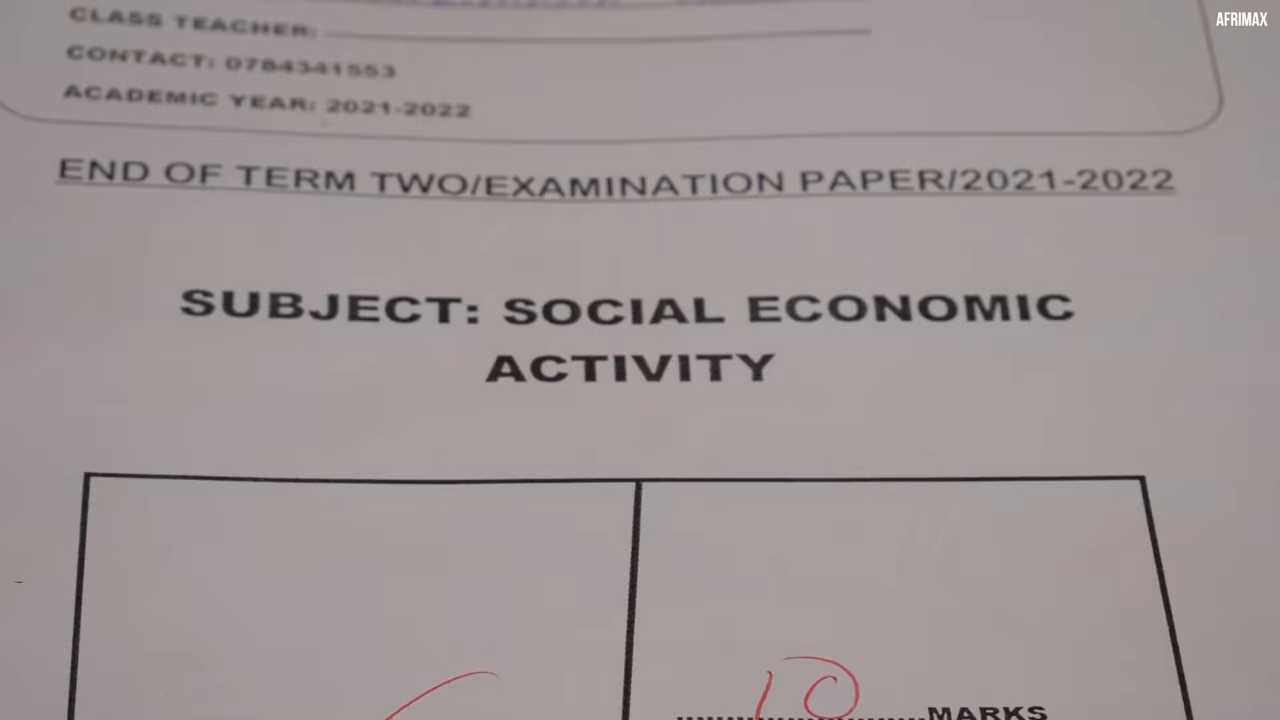 AFRIMAX
CLASS TEACHER:
CONTACT: 0784341553
ACADEMIC YEAR: 2021-2022
END OF TERM TWO/EXAMINATION PAPER/2021-2022
SUBJECT: SOCIAL ECONOMIC
ACTIVITY
10
MARKS